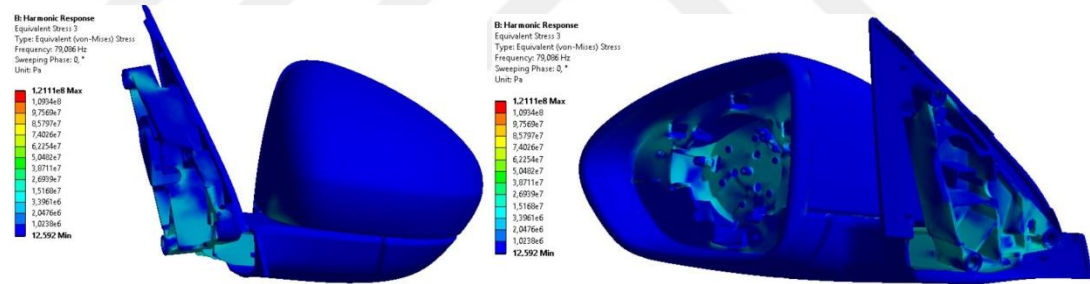 B: Harmonic Response
Equivalent Stress 3
Type: Equivalent (von-Mises) Stress
Frequency: 79,086 Hz
Sweeping Phase: 0, °
Unit: Pa
1,2111e8 Max
1,0934e8
9,7569e7
8,5797e7
7,4026e7
6,2254e7
5,0482e7
3,8711e7
2,6939e7
1,5168e7
3,3961e6
2,0476e6
1,0238e6
12,592 Min
B: Harmonic Response
Equivalent Stress 3
Type: Equivalent (von-Mises) Stress
Frequency: 79,086 Hz
Sweeping Phase: 0, °
Unit: Pa
1,2111e8 Max
1,0934e8
9,7569e7
8,5797e7
7,4026e7
6,2254e7
5,0482e7
3,8711e7
2,6939e7
1,5168e7
3,3961e6
2,0476e6
1,0238e6
12,592 Min